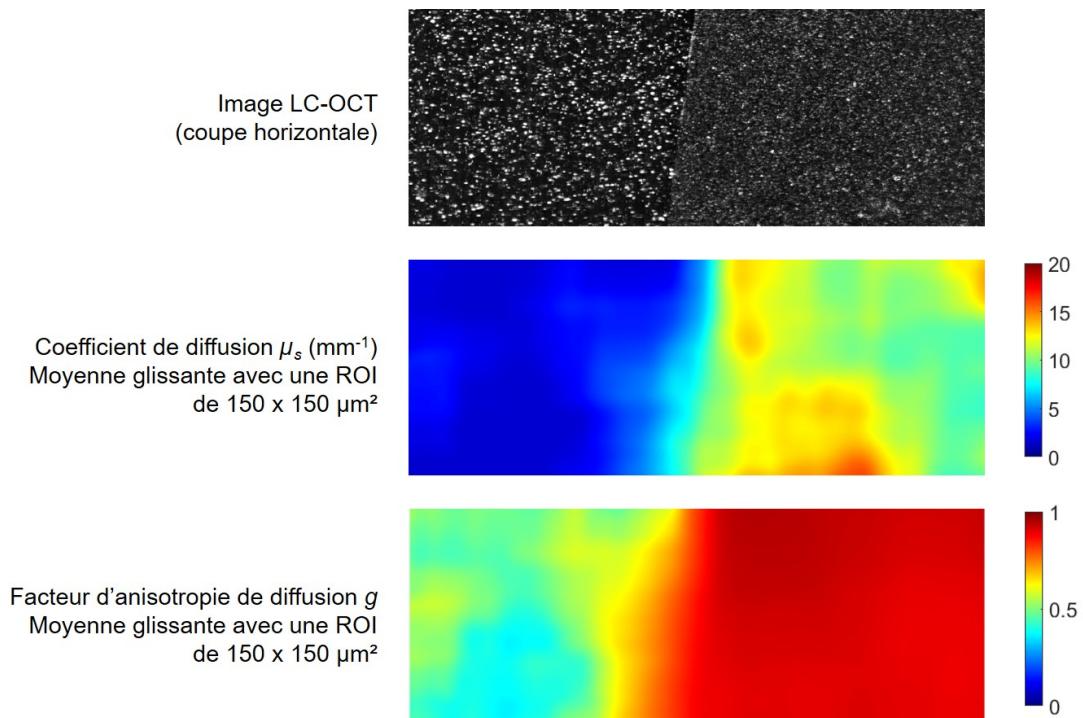 Image LC-OCT
(coupe horizontale)
20
15
10
5
0
Coefficient de diffusion μs (mm-1)
Moyenne glissante avec une ROI
de 150 x 150 μm²
1
0.5
0
Facteur d'anisotropie de diffusion g
Moyenne glissante avec une ROI
de 150 x 150 μm²